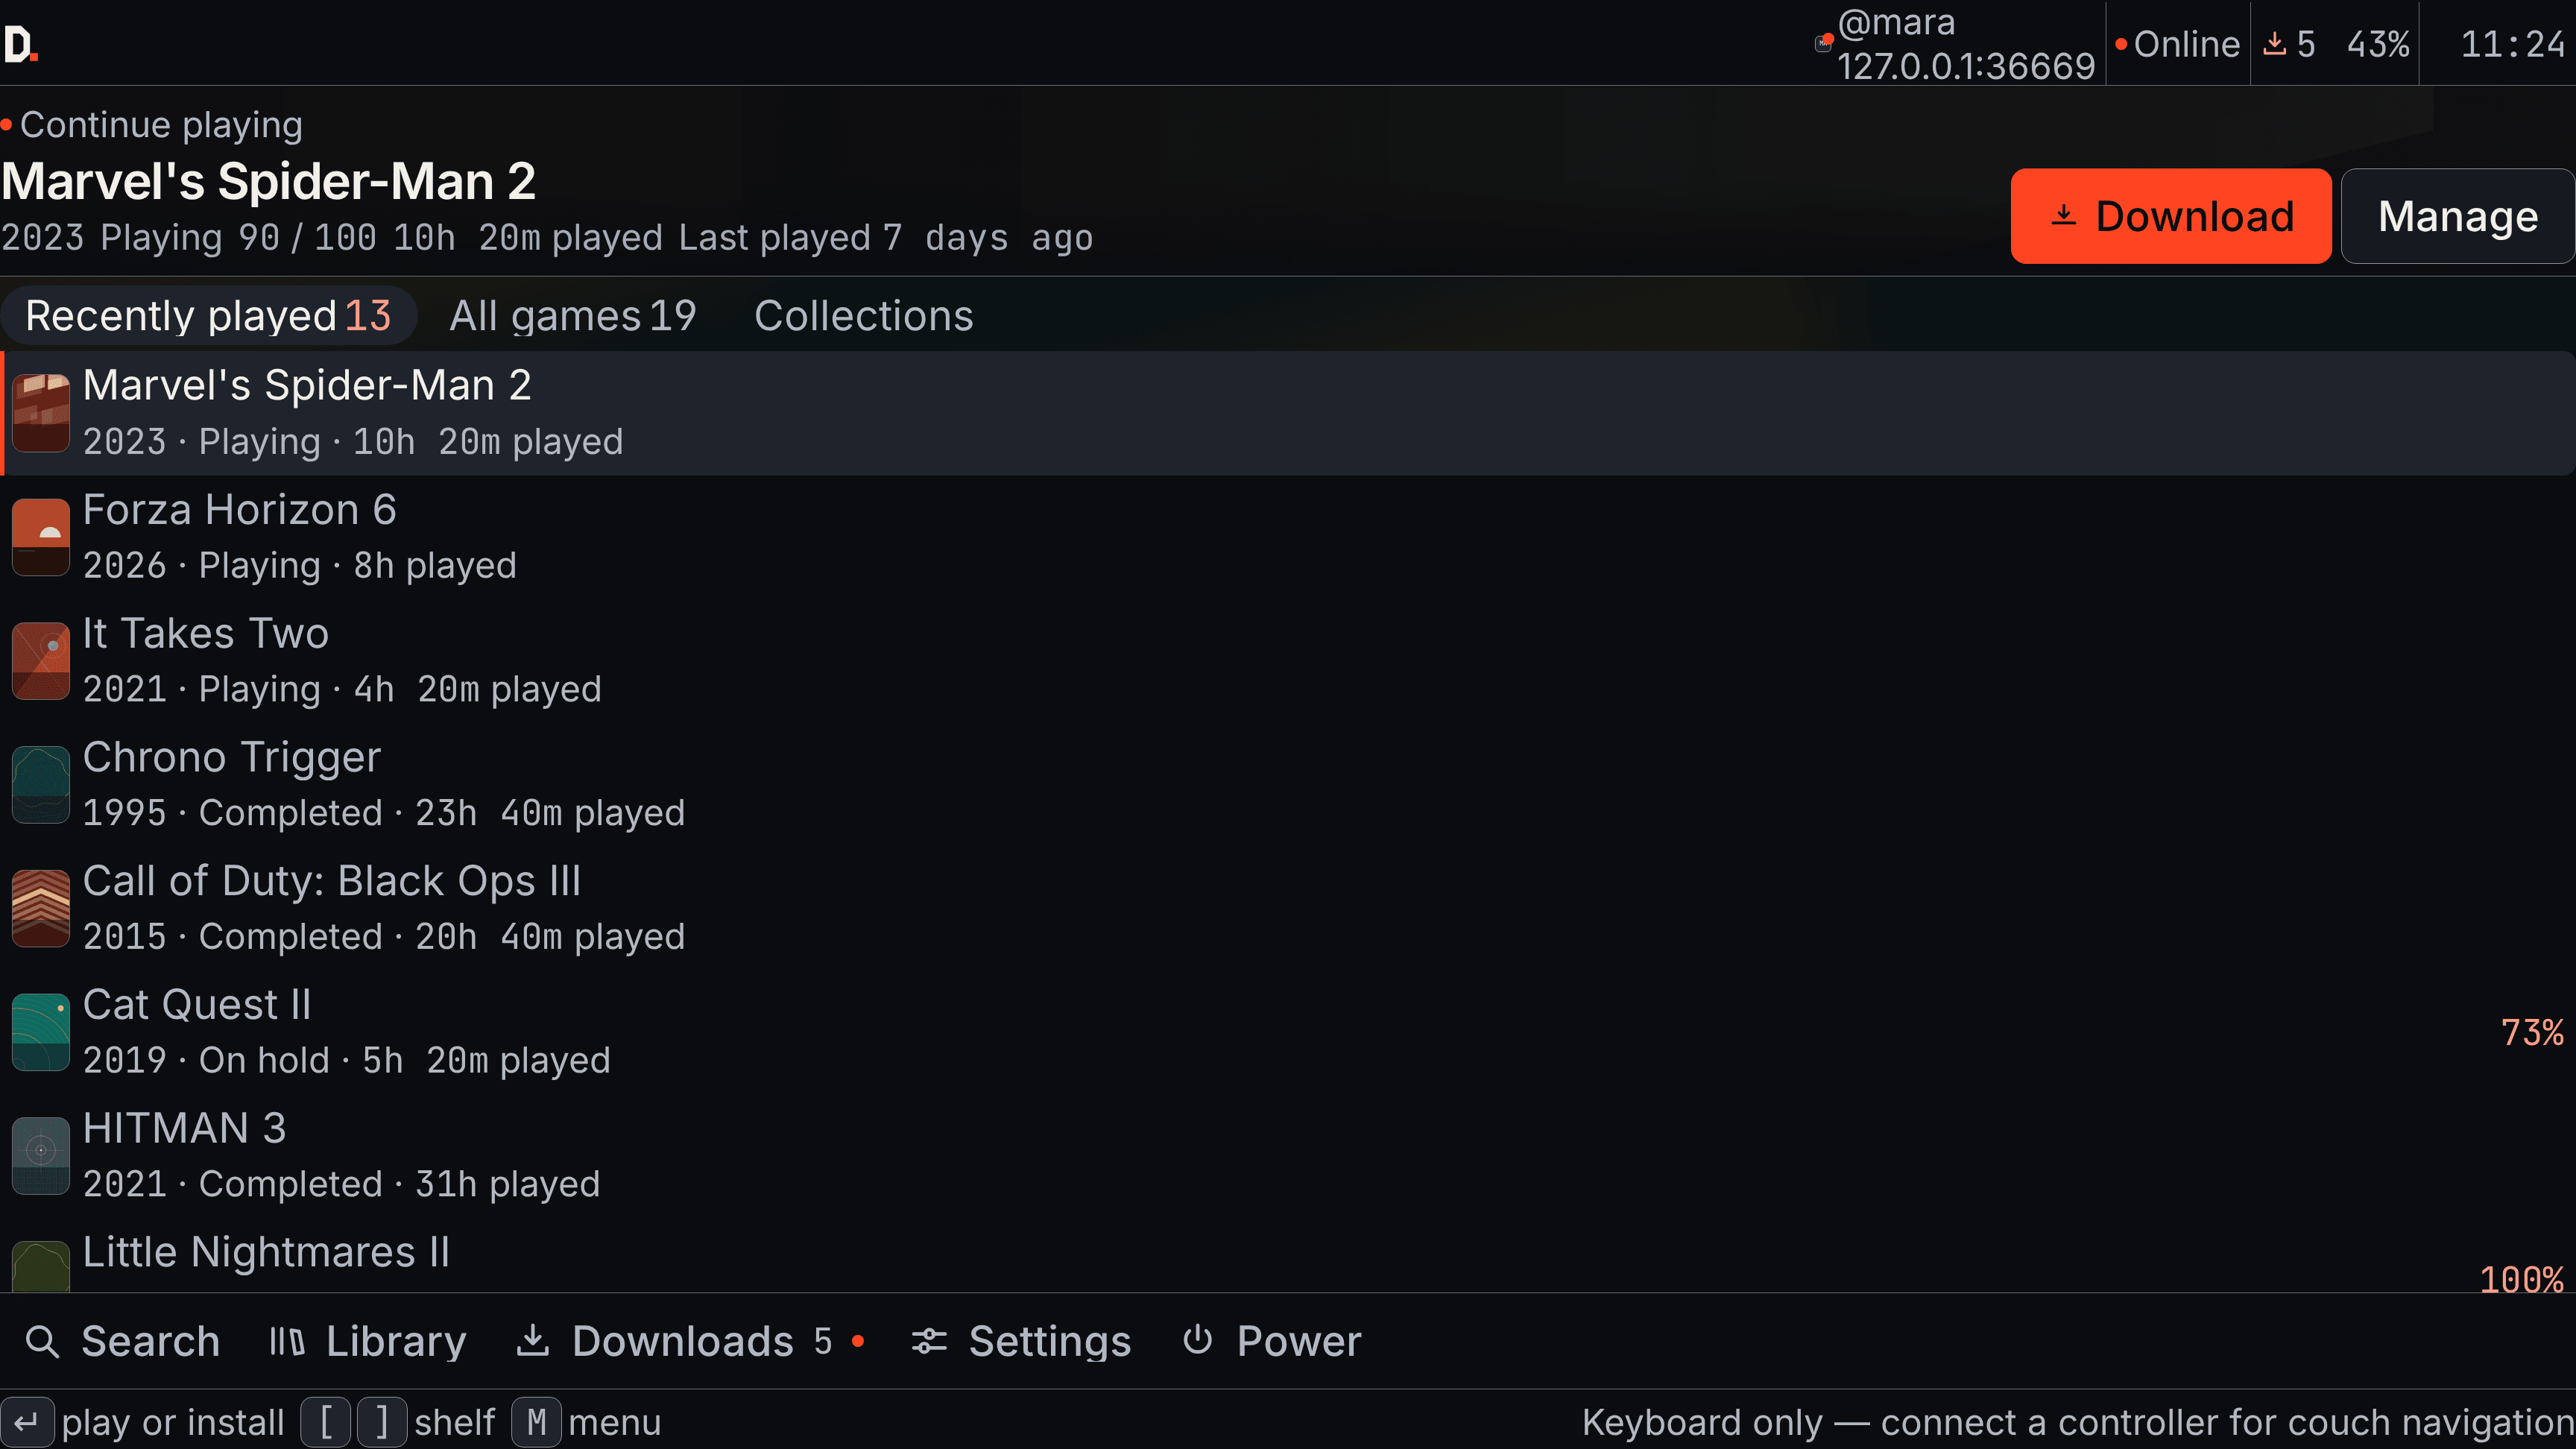 D.
@mara
127.0.0.1:36669
Online
5 43%
11:24
Continue playing
Marvel's Spider-Man 2
2023 Playing 90 / 100 10h 20m played Last played 7 days ago
Download
Manage
Recently played 13
All games 19
Collections
Marvel's Spider-Man 2
2023 · Playing · 10h 20m played
Forza Horizon 6
2026 · Playing · 8h played
It Takes Two
2021 · Playing · 4h 20m played
Chrono Trigger
1995 · Completed · 23h 40m played
Call of Duty: Black Ops III
2015 · Completed · 20h 40m played
Cat Quest II
2019 · On hold · 5h 20m played
73%
HITMAN 3
2021 · Completed · 31h played
Little Nightmares II
100%
Search
Library
Downloads 5
Settings
Power
↵ play or install [ ] shelf M menu
Keyboard only — connect a controller for couch navigation